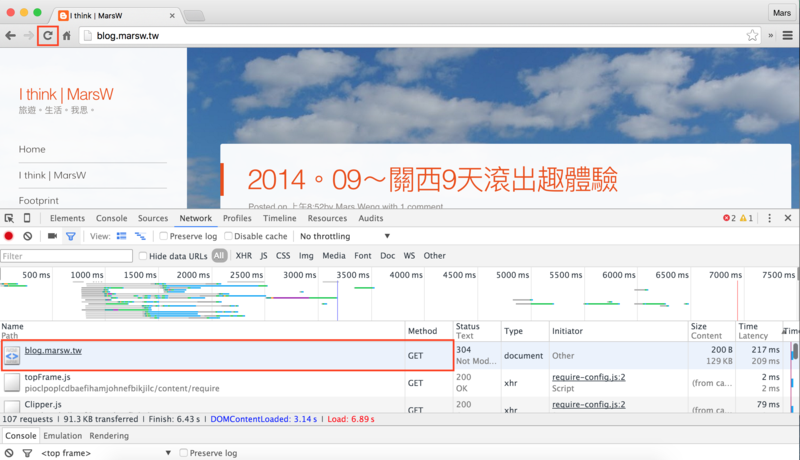 I think | MarsW
Mars
blog.marsw.tw
I think | MarsW
旅遊。生活。我思。
Home
I think | MarsW
Footprint
2014。09～關西9天滾出趣體驗
Posted on 上午8:52by Mars Weng with 1 comment
Elements Console Sources Network Profiles Timeline Resources Audits 2 1
View: Preserve log Disable cache No throttling
Filter Hide data URLs All XHR JS CSS Img Media Font Doc WS Other
500 ms 1000 ms 1500 ms 2000 ms 2500 ms 3000 ms 3500 ms 4000 ms 4500 ms 5000 ms 5500 ms 6000 ms 6500 ms 7000 ms 7500 ms
Name Method Status Type Initiator Size Time
Path Text Content Latency
blog.marsw.tw GET 304 document Other 200 B 217 ms
Not Mod... 129 KB 209 ms
topFrame.js GET 200 xhr require-config.js:2 (from ca... 2 ms
pioclpoplcdbaefihamjohnefbikjilc/content/require OK Script 2 ms
Clipper.js GET 200 xhr require-config.js:2 (from ca... 79 ms
107 requests | 91.3 KB transferred | Finish: 6.43 s | DOMContentLoaded: 3.14 s | Load: 6.89 s
Console Emulation Rendering
<top frame> Preserve log